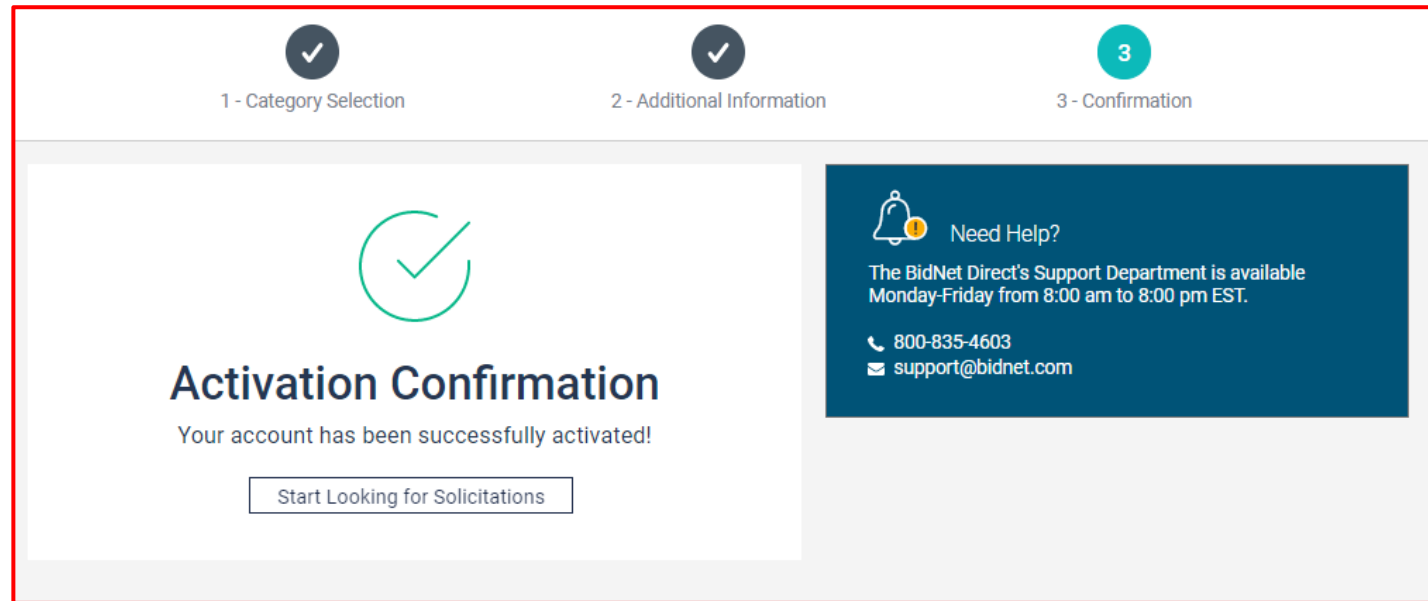 3
1 - Category Selection
2 - Additional Information
3 - Confirmation
Activation Confirmation
Your account has been successfully activated!
Start Looking for Solicitations
!
Need Help?
The BidNet Direct's Support Department is available
Monday-Friday from 8:00 am to 8:00 pm EST.
800-835-4603
support@bidnet.com